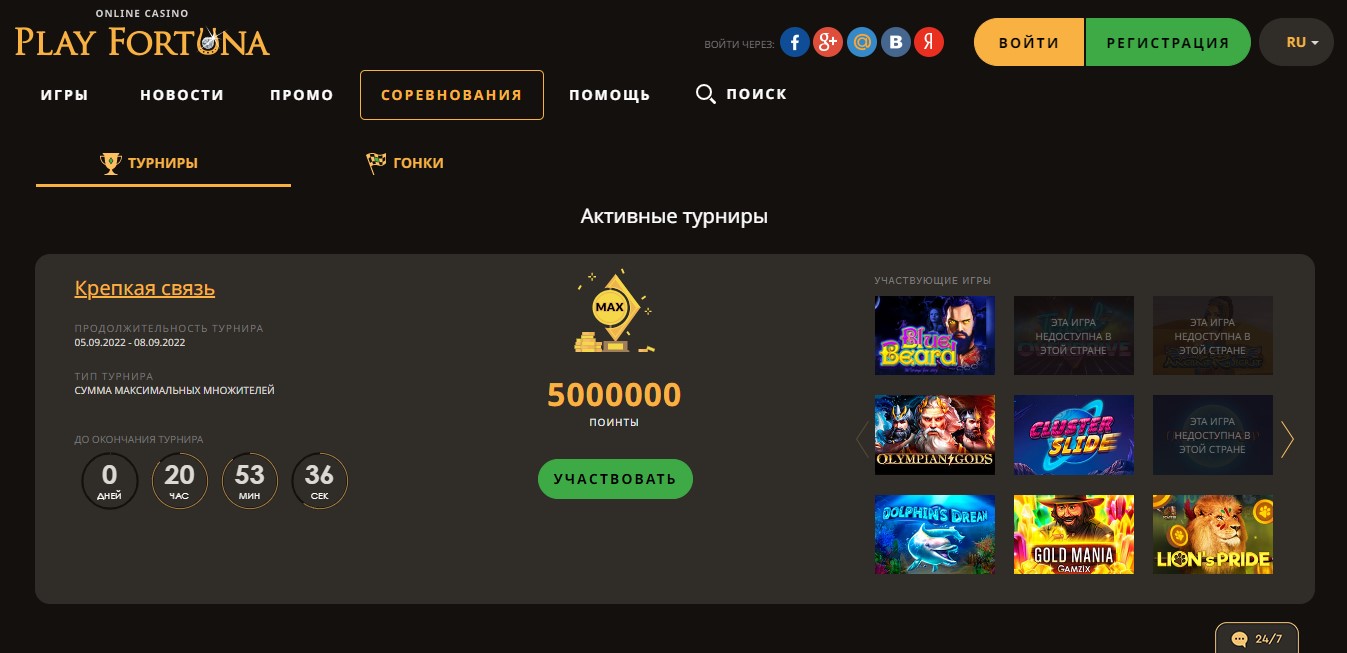 ONLINE CASINO
PLAY FORTUNA
ВОЙТИ ЧЕРЕЗ:
ВОЙТИ
РЕГИСТРАЦИЯ
RU
ИГРЫ
НОВОСТИ
ПРОМО
СОРЕВНОВАНИЯ
ПОМОЩЬ
ПОИСК
ТУРНИРЫ
ГОНКИ
Активные турниры
Крепкая связь
ПРОДОЛЖИТЕЛЬНОСТЬ ТУРНИРА
05.09.2022 - 08.09.2022
ТИП ТУРНИРА
СУММА МАКСИМАЛЬНЫХ МНОЖИТЕЛЕЙ
ДО ОКОНЧАНИЯ ТУРНИРА
0 20 53 36
ДНЕЙ ЧАС МИН СЕК
MAX
5000000
ПОИНТЫ
УЧАСТВОВАТЬ
УЧАСТВУЮЩИЕ ИГРЫ
Blue
Beard
ЭТА ИГРА
НЕДОСТУПНА В
ЭТОЙ СТРАНЕ
ЭТА ИГРА
НЕДОСТУПНА В
ЭТОЙ СТРАНЕ
OLYMPIAN GODS
CLUSTER
SLIDE
ЭТА ИГРА
НЕДОСТУПНА В
ЭТОЙ СТРАНЕ
DOLPHIN'S DREAM
GOLD MANIA
GAMZIX
LION'S PRIDE
24/7